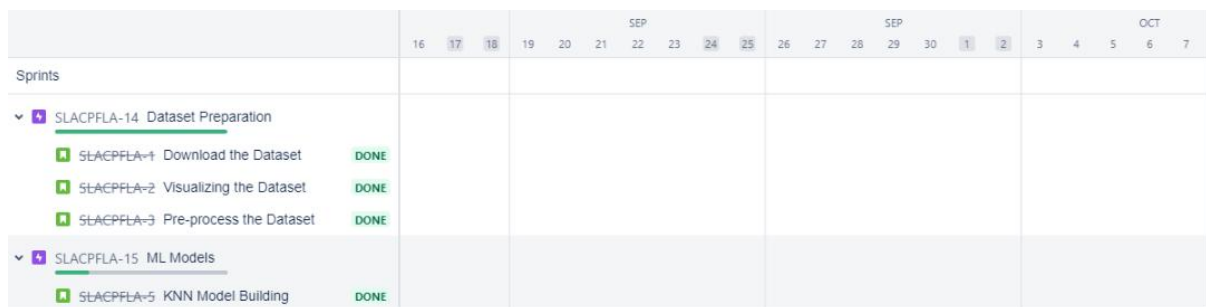 SEP SEP OCT
16 17 18 19 20 21 22 23 24 25 26 27 28 29 30 1 2 3 4 5 6 7
Sprints
SLACPFLA-14 Dataset Preparation
SLACPFLA-1 Download the Dataset DONE
SLACPFLA-2 Visualizing the Dataset DONE
SLACPFLA-3 Pre-process the Dataset DONE
SLACPFLA-15 ML Models
SLACPFLA-5 KNN Model Building DONE